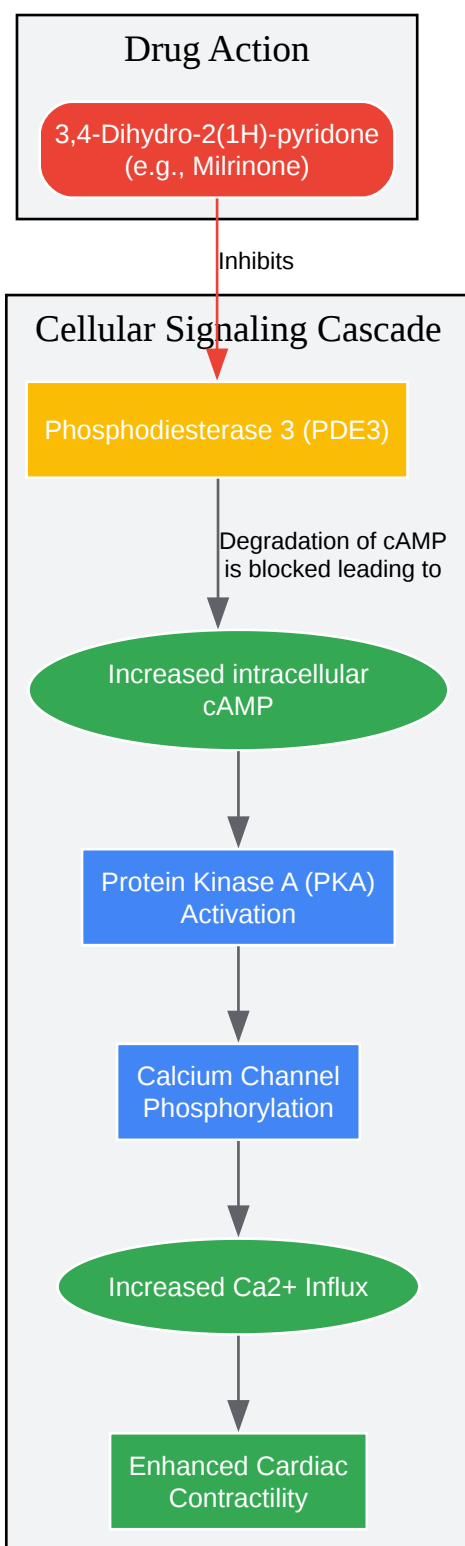 Drug Action
3,4-Dihydro-2(1H)-pyridone
(e.g., Milrinone)
Inhibits
Cellular Signaling Cascade
Phosphodiesterase 3 (PDE3)
Degradation of cAMP
is blocked leading to
Increased intracellular
cAMP
Protein Kinase A (PKA)
Activation
Calcium Channel
Phosphorylation
Increased Ca2+ Influx
Enhanced Cardiac
Contractility